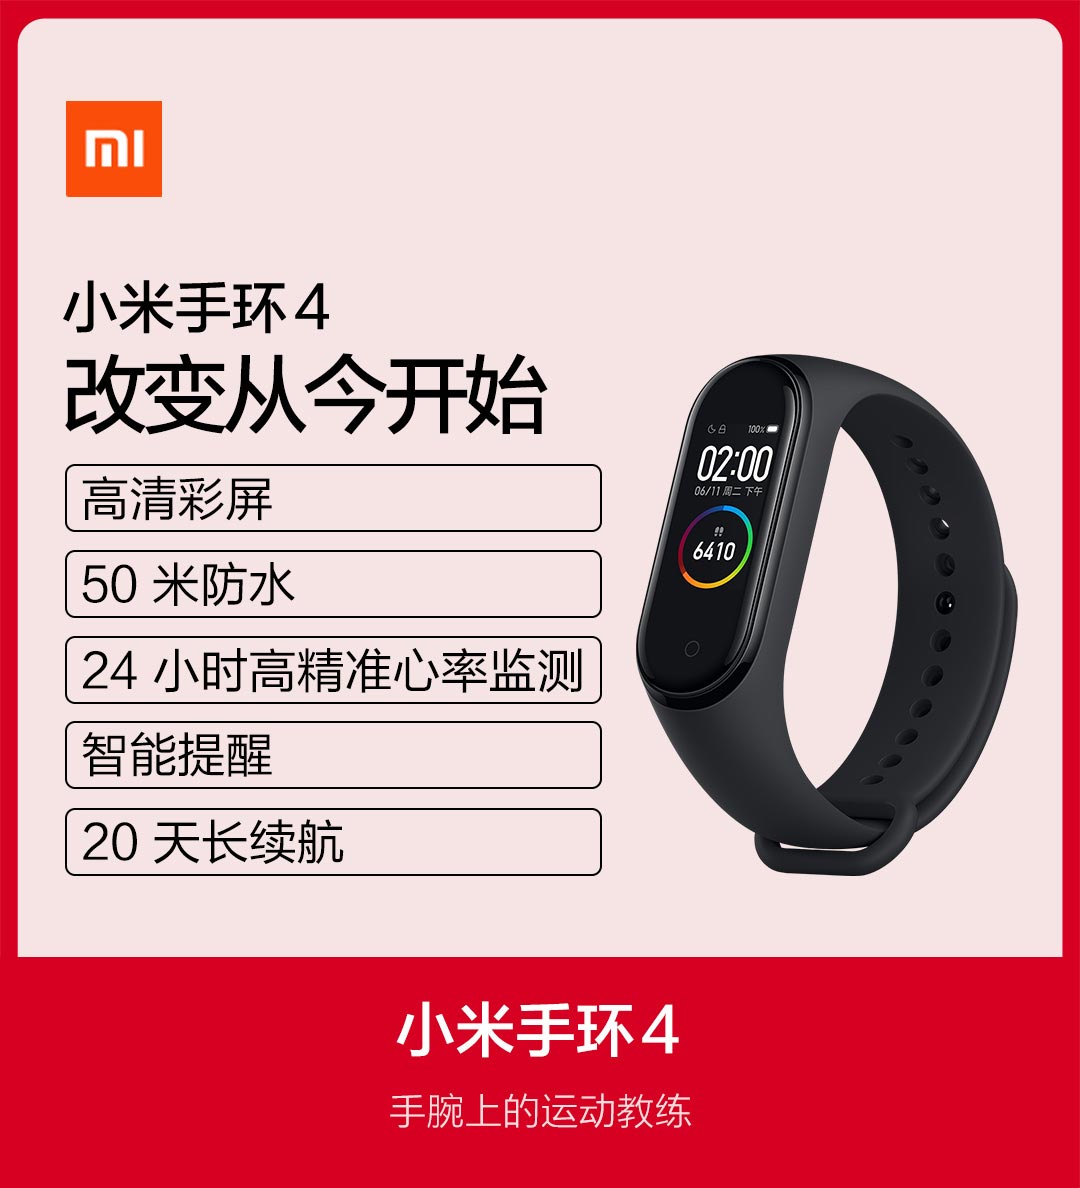 mi
小米手环4
改变从今开始
高清彩屏
50 米防水
24 小时高精准心率监测
智能提醒
20 天长续航
100%
02:00
06/11 周二 下午
6410
小米手环4
手腕上的运动教练